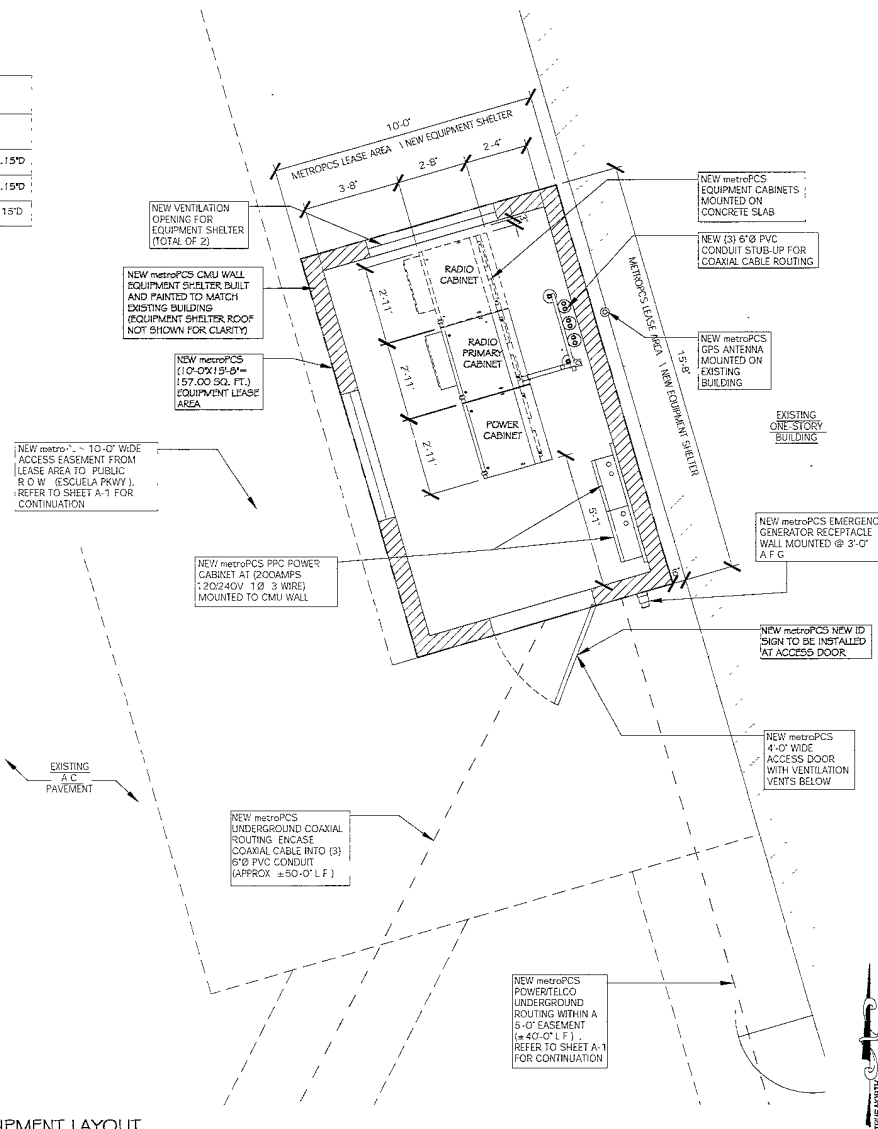 .15"D
.15"D
15"D
10'-0"
METROPCS LEASE AREA \ NEW EQUIPMENT SHELTER
3'-8"
2'-8"
2'-4"
NEW VENTILATION
OPENING FOR
EQUIPMENT SHELTER
(TOTAL OF 2)
NEW metroPCS
EQUIPMENT CABINETS
MOUNTED ON
CONCRETE SLAB
NEW metroPCS CMU WALL
EQUIPMENT SHELTER BUILT
AND PAINTED TO MATCH
EXISTING BUILDING
(EQUIPMENT SHELTER ROOF
NOT SHOWN FOR CLARITY)
NEW (3) 6"Ø PVC
CONDUIT STUB-UP FOR
COAXIAL CABLE ROUTING
RADIO
CABINET
2'-11"
RADIO
PRIMARY
CABINET
2'-11"
POWER
CABINET
2'-11"
METROPCS LEASE AREA \ NEW EQUIPMENT SHELTER
15'-8"
NEW metroPCS
GPS ANTENNA
MOUNTED ON
EXISTING
BUILDING
NEW metroPCS
(10'-0"X15'-8"=
157.00 SQ. FT.)
EQUIPMENT LEASE
AREA
EXISTING
ONE-STORY
BUILDING
NEW 10'-0" WIDE
ACCESS EASEMENT FROM
LEASE AREA TO PUBLIC
R O W (ESCUELA PKWY),
REFER TO SHEET A-1 FOR
CONTINUATION
5'-1"
NEW metroPCS EMERGENC
GENERATOR RECEPTACLE
WALL MOUNTED @ 3'-0"
A F G
NEW metroPCS PPC POWER
CABINET AT (200AMPS
120/240V 1Ø 3 WIRE)
MOUNTED TO CMU WALL
NEW metroPCS NEW ID
SIGN TO BE INSTALLED
AT ACCESS DOOR
NEW metroPCS
4'-0" WIDE
ACCESS DOOR
WITH VENTILATION
VENTS BELOW
EXISTING
A C
PAVEMENT
NEW metroPCS
UNDERGROUND COAXIAL
ROUTING ENCASE
COAXIAL CABLE INTO (3)
6"Ø PVC CONDUIT
(APPROX ±50'-0" L F )
NEW metroPCS
POWER/TELCO
UNDERGROUND
ROUTING WITHIN A
5'-0" EASEMENT
(±40'-0" L F ) ,
REFER TO SHEET A-1
FOR CONTINUATION
TRUE NORTH
IPMENT LAYOUT